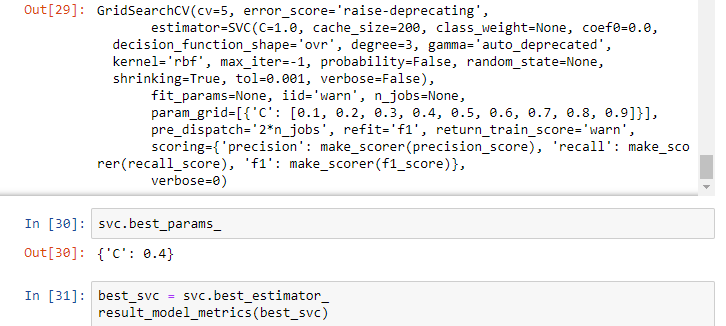 Out[29]: GridSearchCV(cv=5, error_score='raise-deprecating',
estimator=SVC(C=1.0, cache_size=200, class_weight=None, coef0=0.0,
decision_function_shape='ovr', degree=3, gamma='auto_deprecated',
kernel='rbf', max_iter=-1, probability=False, random_state=None,
shrinking=True, tol=0.001, verbose=False),
fit_params=None, iid='warn', n_jobs=None,
param_grid=[{'C': [0.1, 0.2, 0.3, 0.4, 0.5, 0.6, 0.7, 0.8, 0.9]}],
pre_dispatch='2*n_jobs', refit='f1', return_train_score='warn',
scoring={'precision': make_scorer(precision_score), 'recall': make_sco
rer(recall_score), 'f1': make_scorer(f1_score)},
verbose=0)
In [30]: svc.best_params_
Out[30]: {'C': 0.4}
In [31]: best_svc = svc.best_estimator_
result_model_metrics(best_svc)